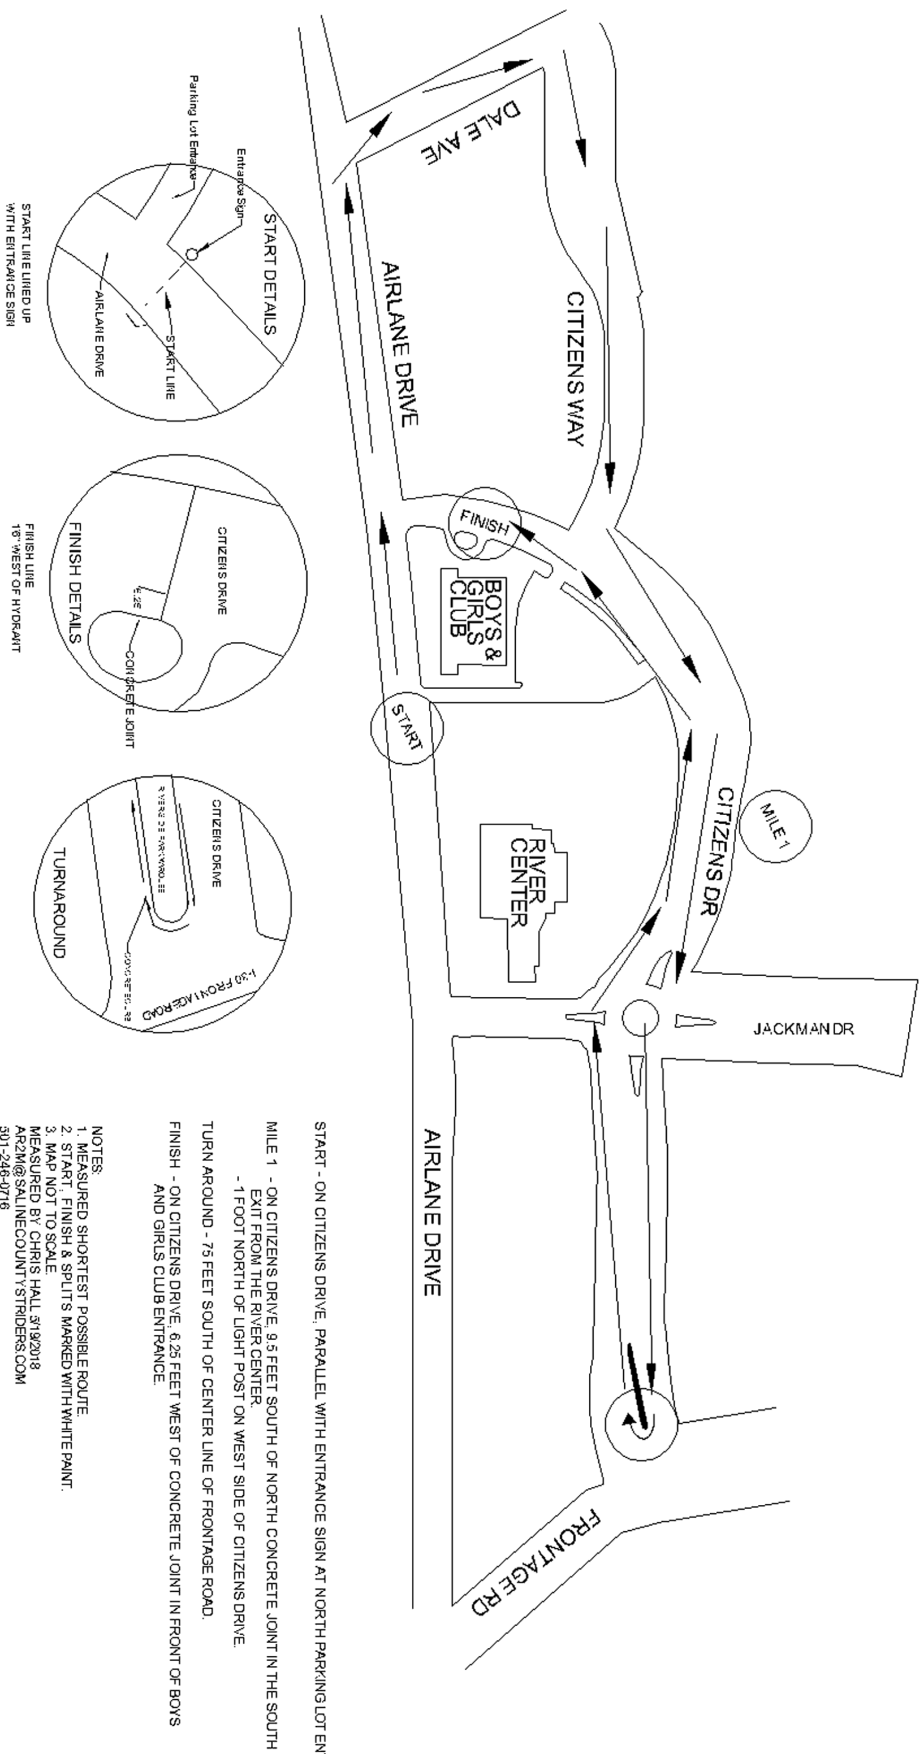 DALE AVE
AIRLANE DRIVE
CITIZENS WAY
FINISH
BOYS &
GIRLS
CLUB
START
RIVER
CENTER
CITIZENS DR
MILE 1
JACKMAN DR
AIRLANE DRIVE
FRONTAGE RD
START DETAILS
Parking Lot Entrance
Entrance Sign
START LINE
AIRLANE DRIVE
START LINE LINED UP
WITH ENTRANCE SIGN
FINISH DETAILS
CITIZENS DRIVE
6.25'
CONCRETE JOINT
FINISH LINE
16" WEST OF HYDRANT
TURNAROUND
CITIZENS DRIVE
I-30 FRONTAGE ROAD
START - ON CITIZENS DRIVE, PARALLEL WITH ENTRANCE SIGN AT NORTH PARKING LOT EN
MILE 1 - ON CITIZENS DRIVE, 9.5 FEET SOUTH OF NORTH CONCRETE JOINT IN THE SOUTH
EXIT FROM THE RIVER CENTER.
- 1 FOOT NORTH OF LIGHT POST ON WEST SIDE OF CITIZENS DRIVE.
TURN AROUND - 75 FEET SOUTH OF CENTER LINE OF FRONTAGE ROAD.
FINISH - ON CITIZENS DRIVE, 6.25 FEET WEST OF CONCRETE JOINT IN FRONT OF BOYS
AND GIRLS CLUB ENTRANCE.
NOTES:
1. MEASURED SHORTEST POSSIBLE ROUTE.
2. START, FINISH & SPLITS MARKED WITH WHITE PAINT.
3. MAP NOT TO SCALE.
MEASURED BY CHRIS HALL 5/19/2018
AR2M@SALINECOUNTYSTRIDERS.COM
501-246-0716